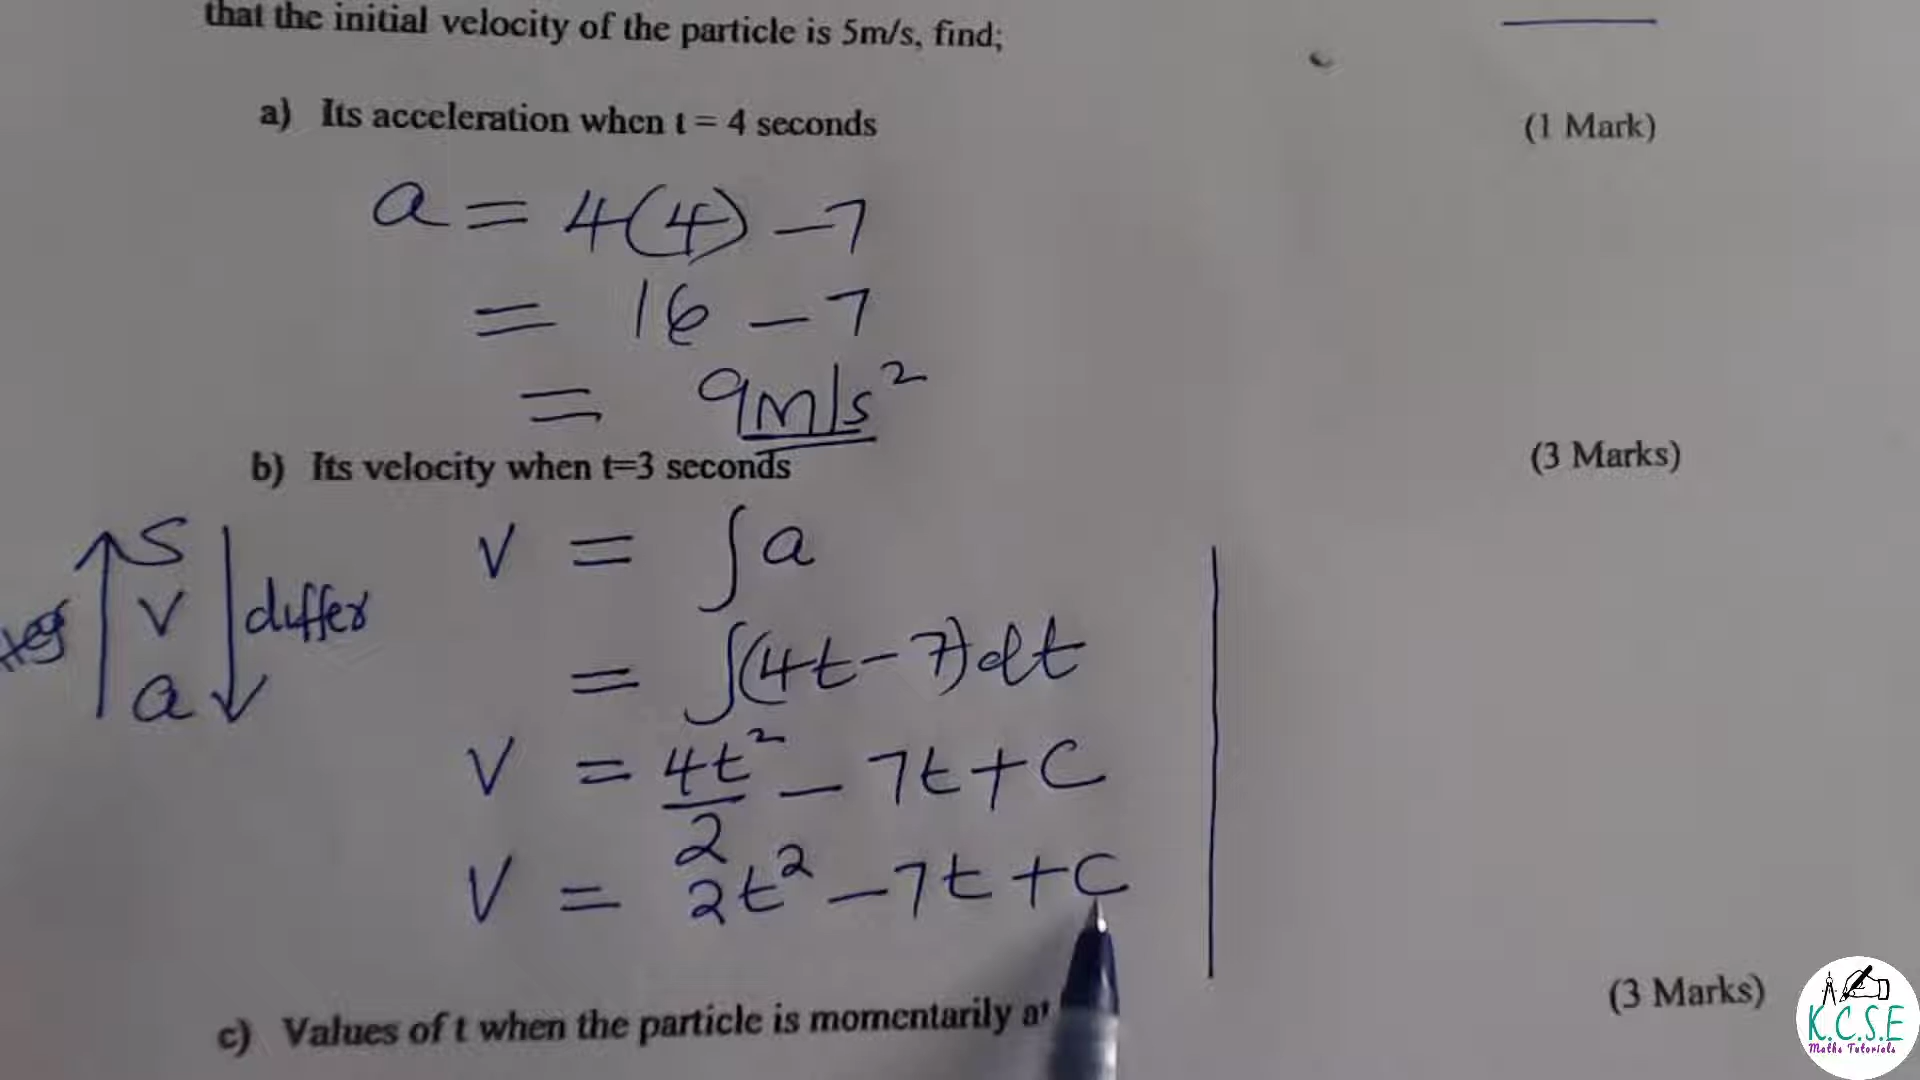 that the initial velocity of the particle is 5m/s, find;
a) Its acceleration when t = 4 seconds (1 Mark)
a = 4(4) - 7
= 16 - 7
= 9m/s²
b) Its velocity when t=3 seconds (3 Marks)
S
v
a
differ
v = ∫a
= ∫(4t - 7)dt
V = 4t²/2 - 7t + C
V = 2t² - 7t + C
c) Values of t when the particle is momentarily (3 Marks)
K.C.S.E
Maths Tutorials